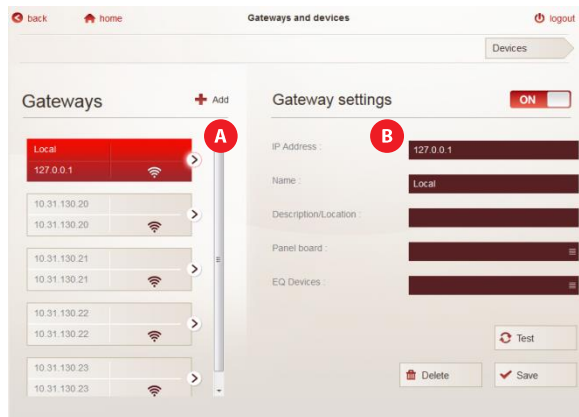 back home Gateways and devices logout
Devices
Gateways Add Gateway settings ON
A B
Local
127.0.0.1
10.31.130.20
10.31.130.20
10.31.130.21
10.31.130.21
10.31.130.22
10.31.130.22
10.31.130.23
10.31.130.23
IP Address : 127.0.0.1
Name : Local
Description/Location :
Panel board :
EQ Devices :
Test
Delete Save